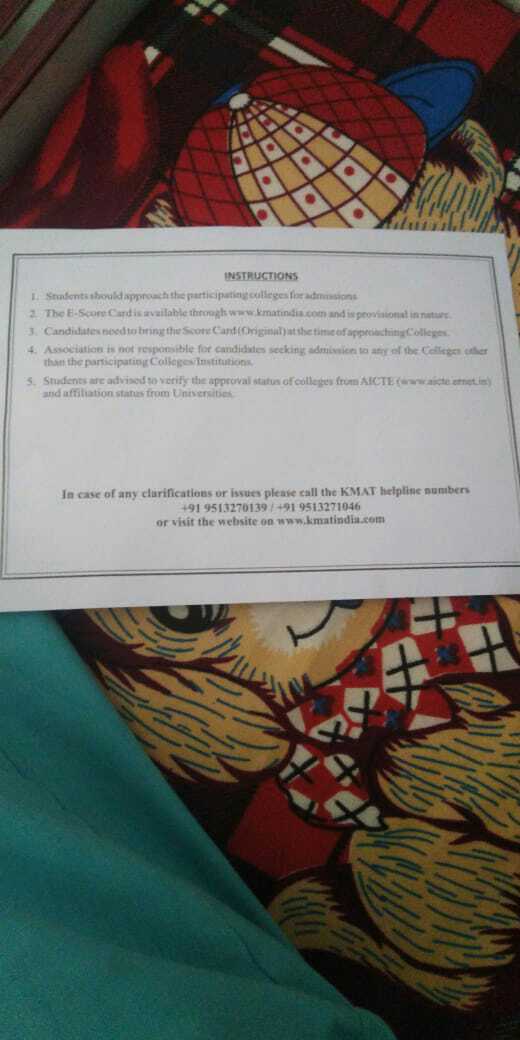 INSTRUCTIONS
1. Students should approach the participating colleges for admissions
2. The E-Score Card is available through www.kmatindia.com and is provisional in nature.
3. Candidates need to bring the Score Card (Original) at the time of approaching Colleges.
4. Association is not responsible for candidates seeking admission to any of the Colleges other
than the participating Colleges/Institutions.
5. Students are advised to verify the approval status of colleges from AICTE (www.aicte.ernet.in)
and affiliation status from Universities.
In case of any clarifications or issues please call the KMAT helpline numbers
+91 9513270139 / +91 9513271046
or visit the website on www.kmatindia.com